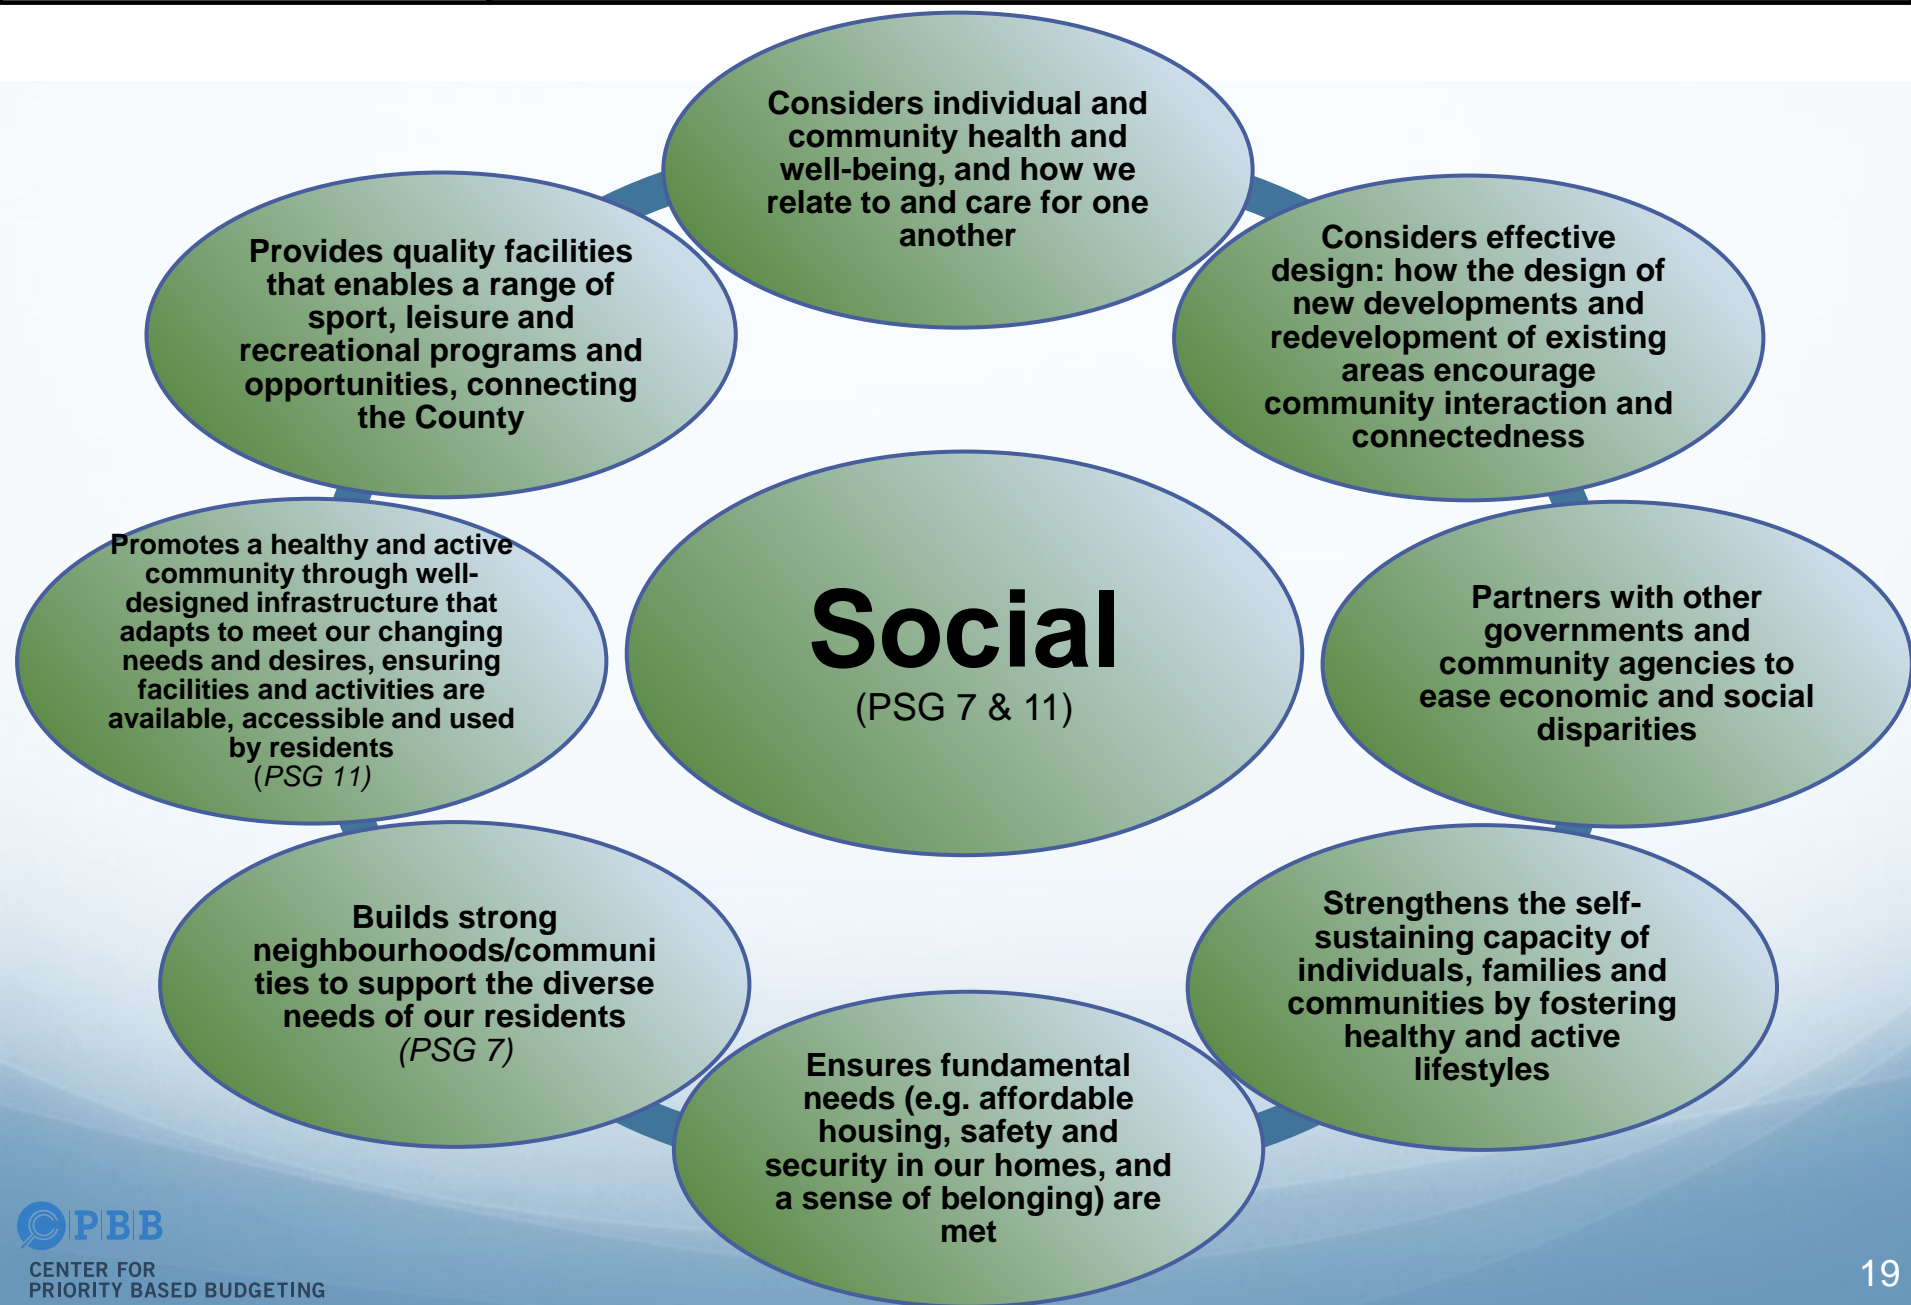 Considers individual and
community health and
well-being, and how we
relate to and care for one
another
Considers effective
design: how the design of
new developments and
redevelopment of existing
areas encourage
community interaction and
connectedness
Partners with other
governments and
community agencies to
ease economic and social
disparities
Strengthens the self-
sustaining capacity of
individuals, families and
communities by fostering
healthy and active
lifestyles
Ensures fundamental
needs (e.g. affordable
housing, safety and
security in our homes, and
a sense of belonging) are
met
Builds strong
neighbourhoods/communi
ties to support the diverse
needs of our residents
(PSG 7)
Promotes a healthy and active
community through well-
designed infrastructure that
adapts to meet our changing
needs and desires, ensuring
facilities and activities are
available, accessible and used
by residents
(PSG 11)
Provides quality facilities
that enables a range of
sport, leisure and
recreational programs and
opportunities, connecting
the County
Social
(PSG 7 & 11)
CPBB
CENTER FOR
PRIORITY BASED BUDGETING
19